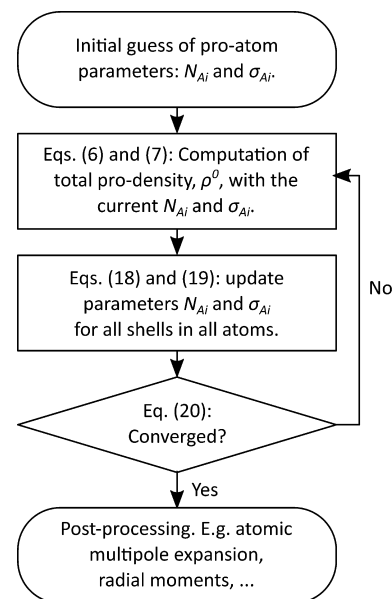 Initial guess of pro-atom
parameters: N_Ai and σ_Ai.
Eqs. (6) and (7): Computation of
total pro-density, ρ^0, with the
current N_Ai and σ_Ai.
Eqs. (18) and (19): update
parameters N_Ai and σ_Ai
for all shells in all atoms.
No
Eq. (20):
Converged?
Yes
Post-processing. E.g. atomic
multipole expansion,
radial moments, ...